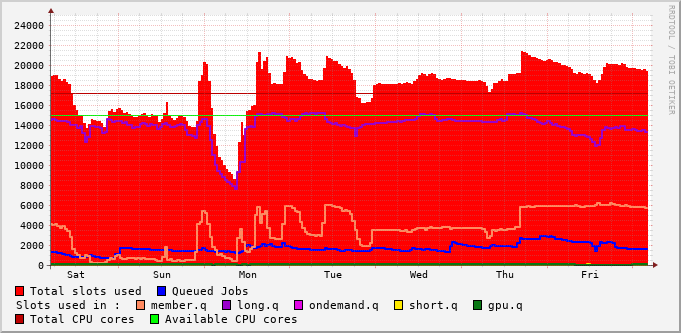 24000
22000
20000
18000
16000
14000
12000
10000
8000
6000
4000
2000
0
Sat Sun Mon Tue Wed Thu Fri
RRDTOOL / TOBI OETIKER
Total slots used Queued Jobs
Slots used in : member.q long.q ondemand.q short.q gpu.q
Total CPU cores Available CPU cores